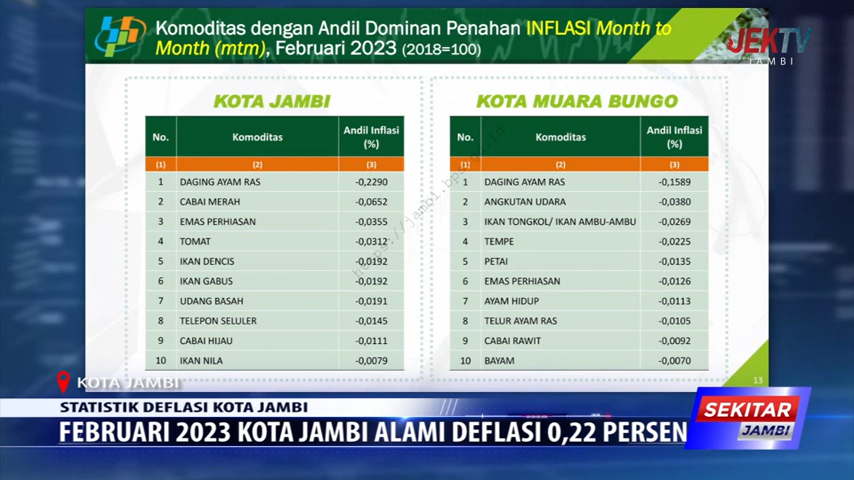 Komoditas dengan Andil Dominan Penahan INFLASI Month to
Month (mtm), Februari 2023 (2018=100)
JEKTV
JAMBI
KOTA JAMBI
No. Komoditas Andil Inflasi (%)
(1) (2) (3)
1 DAGING AYAM RAS -0,2290
2 CABAI MERAH -0,0652
3 EMAS PERHIASAN -0,0355
4 TOMAT -0,0312
5 IKAN DENCIS -0,0192
6 IKAN GABUS -0,0192
7 UDANG BASAH -0,0191
8 TELEPON SELULER -0,0145
9 CABAI HIJAU -0,0111
10 IKAN NILA -0,0079
KOTA MUARA BUNGO
No. Komoditas Andil Inflasi (%)
(1) (2) (3)
1 DAGING AYAM RAS -0,1589
2 ANGKUTAN UDARA -0,0380
3 IKAN TONGKOL/ IKAN AMBU-AMBU -0,0269
4 TEMPE -0,0225
5 PETAI -0,0135
6 EMAS PERHIASAN -0,0126
7 AYAM HIDUP -0,0113
8 TELUR AYAM RAS -0,0105
9 CABAI RAWIT -0,0092
10 BAYAM -0,0070
https://jambi.bps.go.id
13
KOTA JAMBI
STATISTIK DEFLASI KOTA JAMBI
FEBRUARI 2023 KOTA JAMBI ALAMI DEFLASI 0,22 PERSEN
SEKITAR
JAMBI